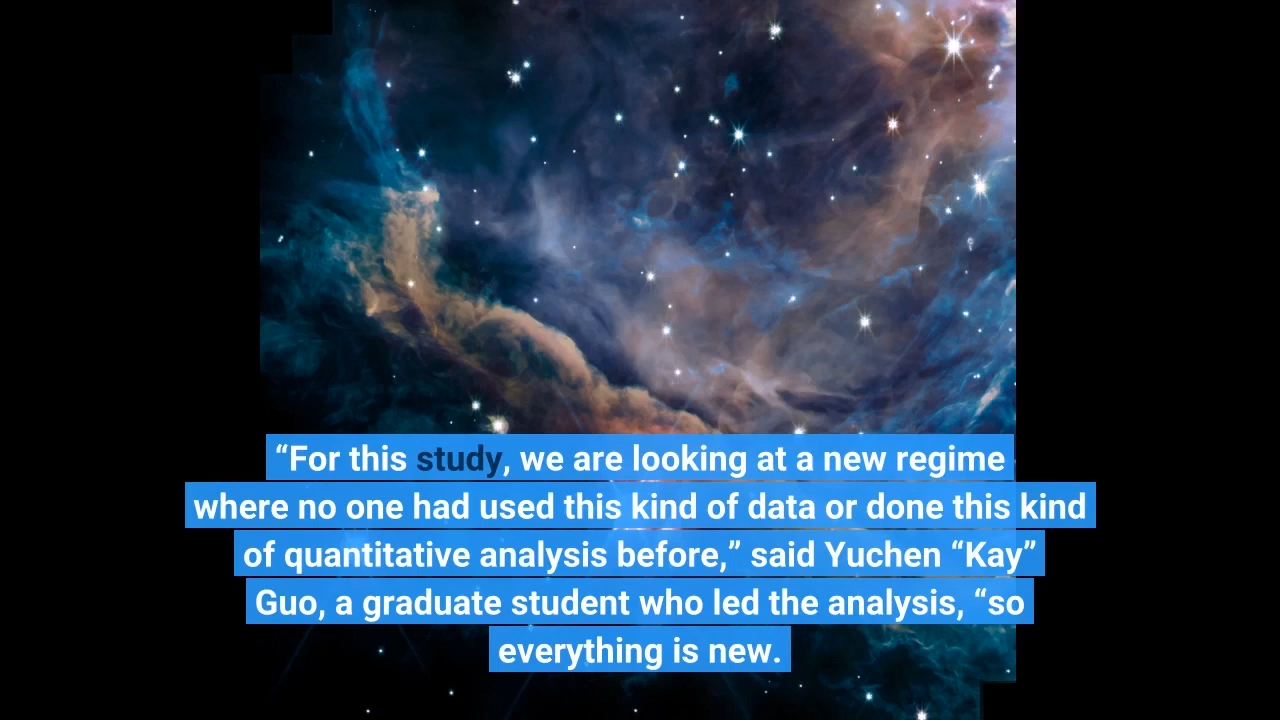 “For this study, we are looking at a new regime
where no one had used this kind of data or done this kind
of quantitative analysis before,” said Yuchen “Kay”
Guo, a graduate student who led the analysis, “so
everything is new.